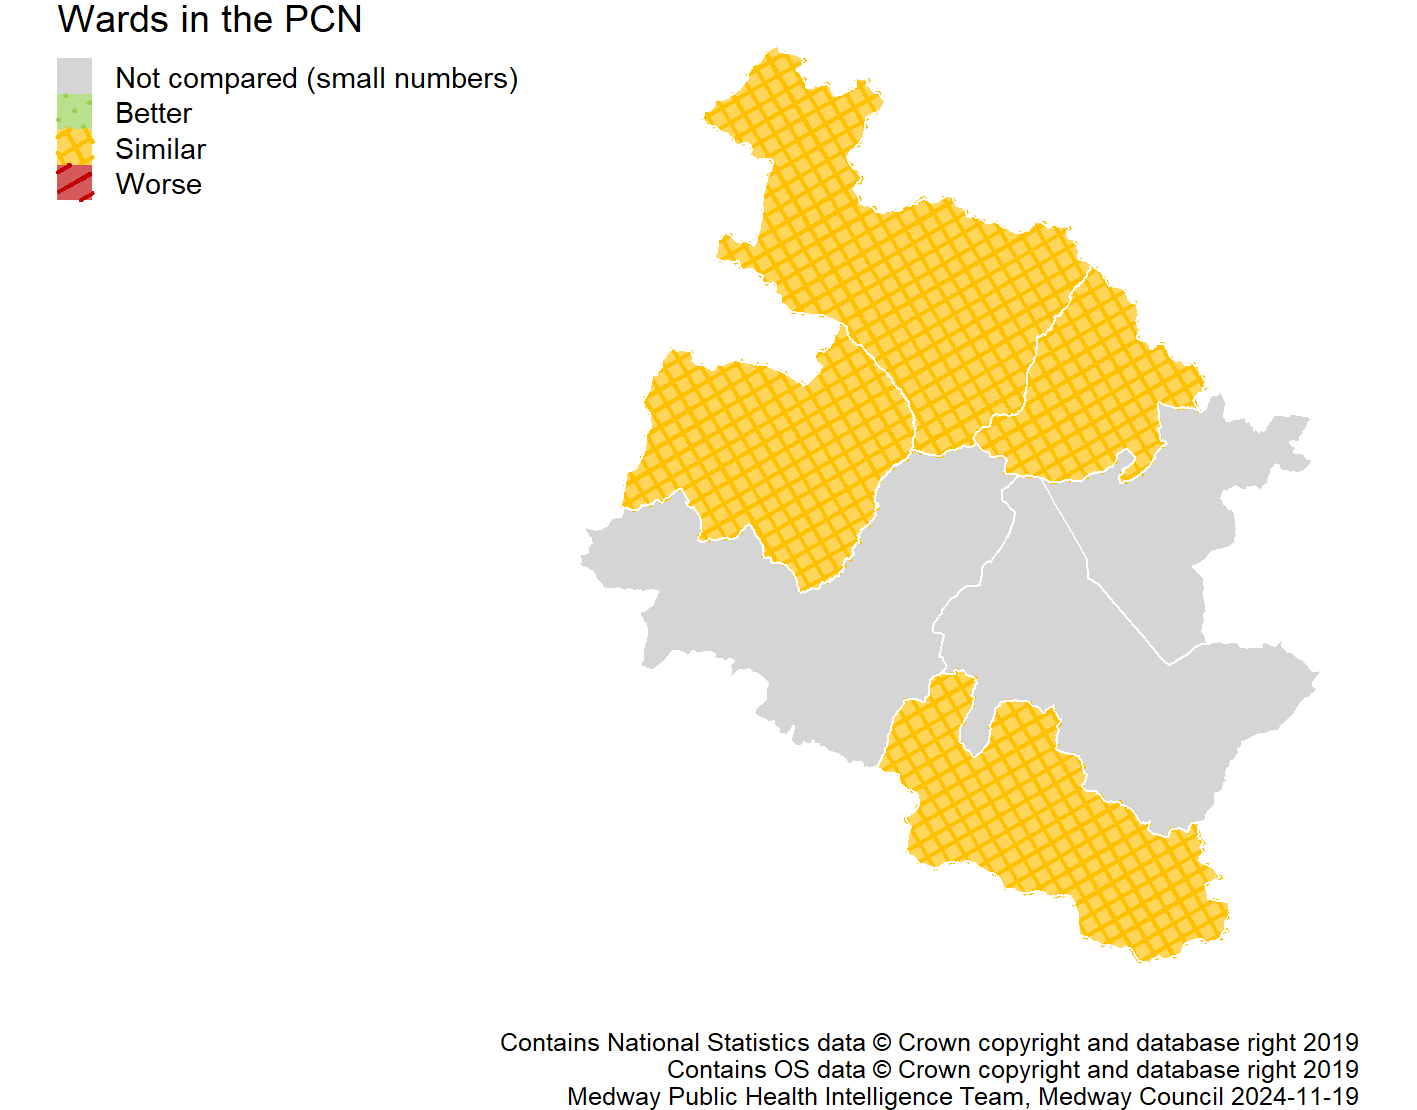 Wards in the PCN
Not compared (small numbers)
Better
Similar
Worse
Contains National Statistics data © Crown copyright and database right 2019
Contains OS data © Crown copyright and database right 2019
Medway Public Health Intelligence Team, Medway Council 2024-11-19